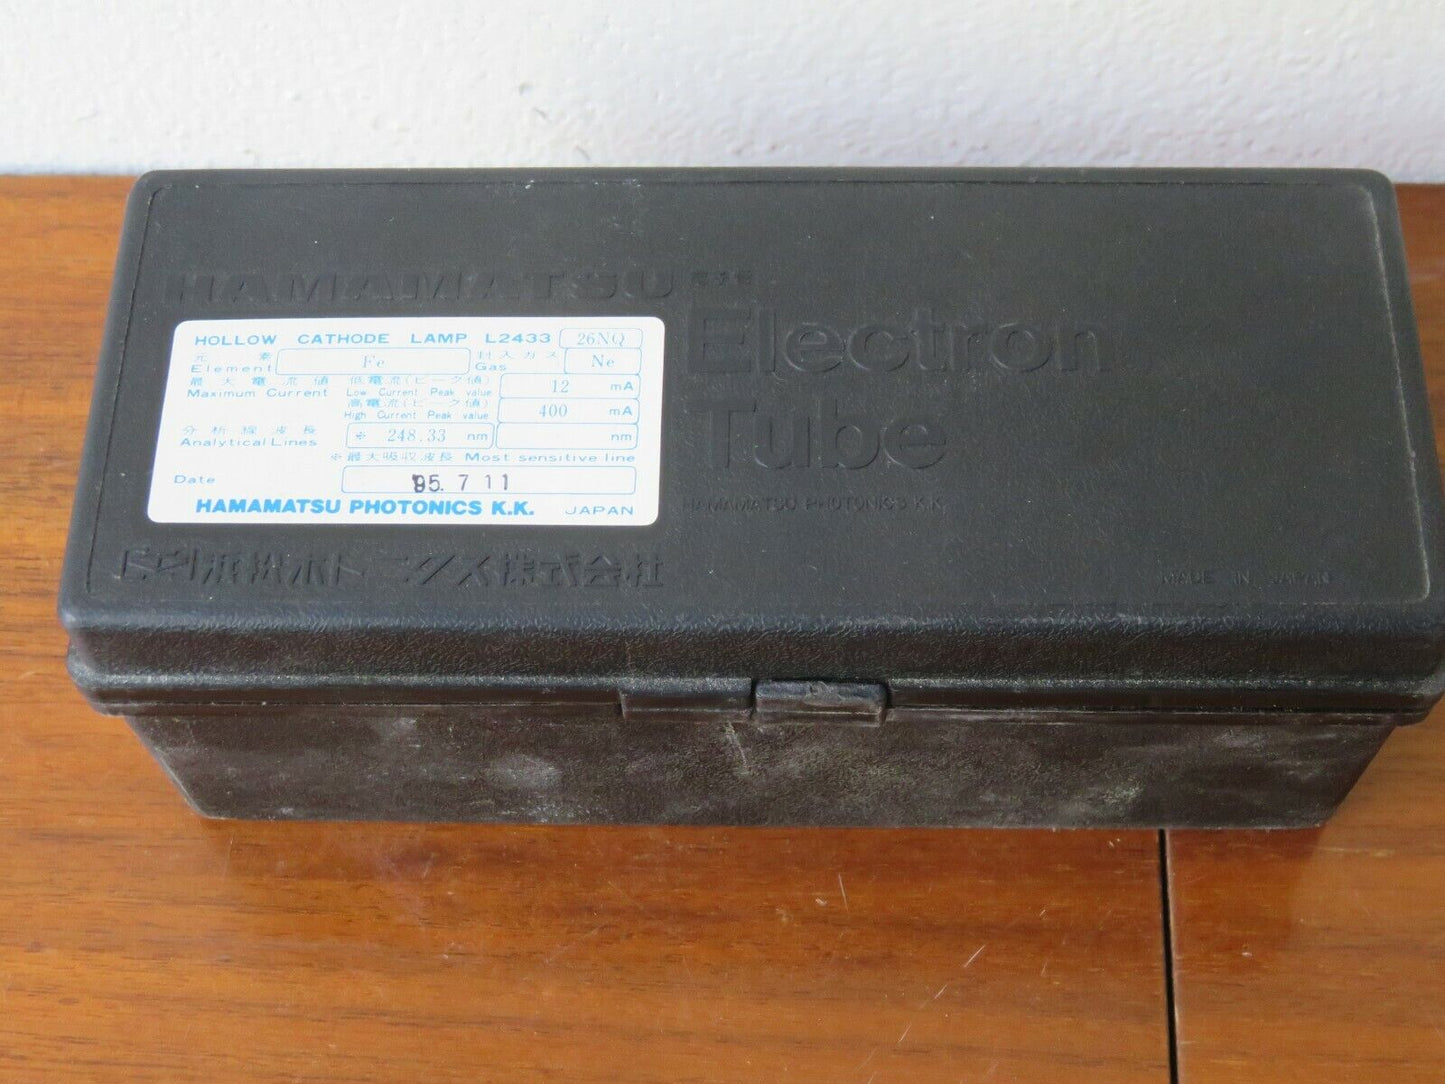 HAMAMATSU 電子管
Electron
Tube
HAMAMATSU PHOTONICS K.K.
HOLLOW CATHODE LAMP L2433 26NQ
元素 Fe 封入ガス Ne
Element Gas
最大電流値 低電流(ピーク値) 12 mA
Maximum Current Low Current Peak value
高電流(ピーク値) 400 mA
High Current Peak value
分析線波長 ※ 248.33 nm nm
Analytical Lines
※最大吸収波長 Most sensitive line
Date '95. 7 11
HAMAMATSU PHOTONICS K.K. JAPAN
浜松ホトニクス株式会社
MADE IN JAPAN